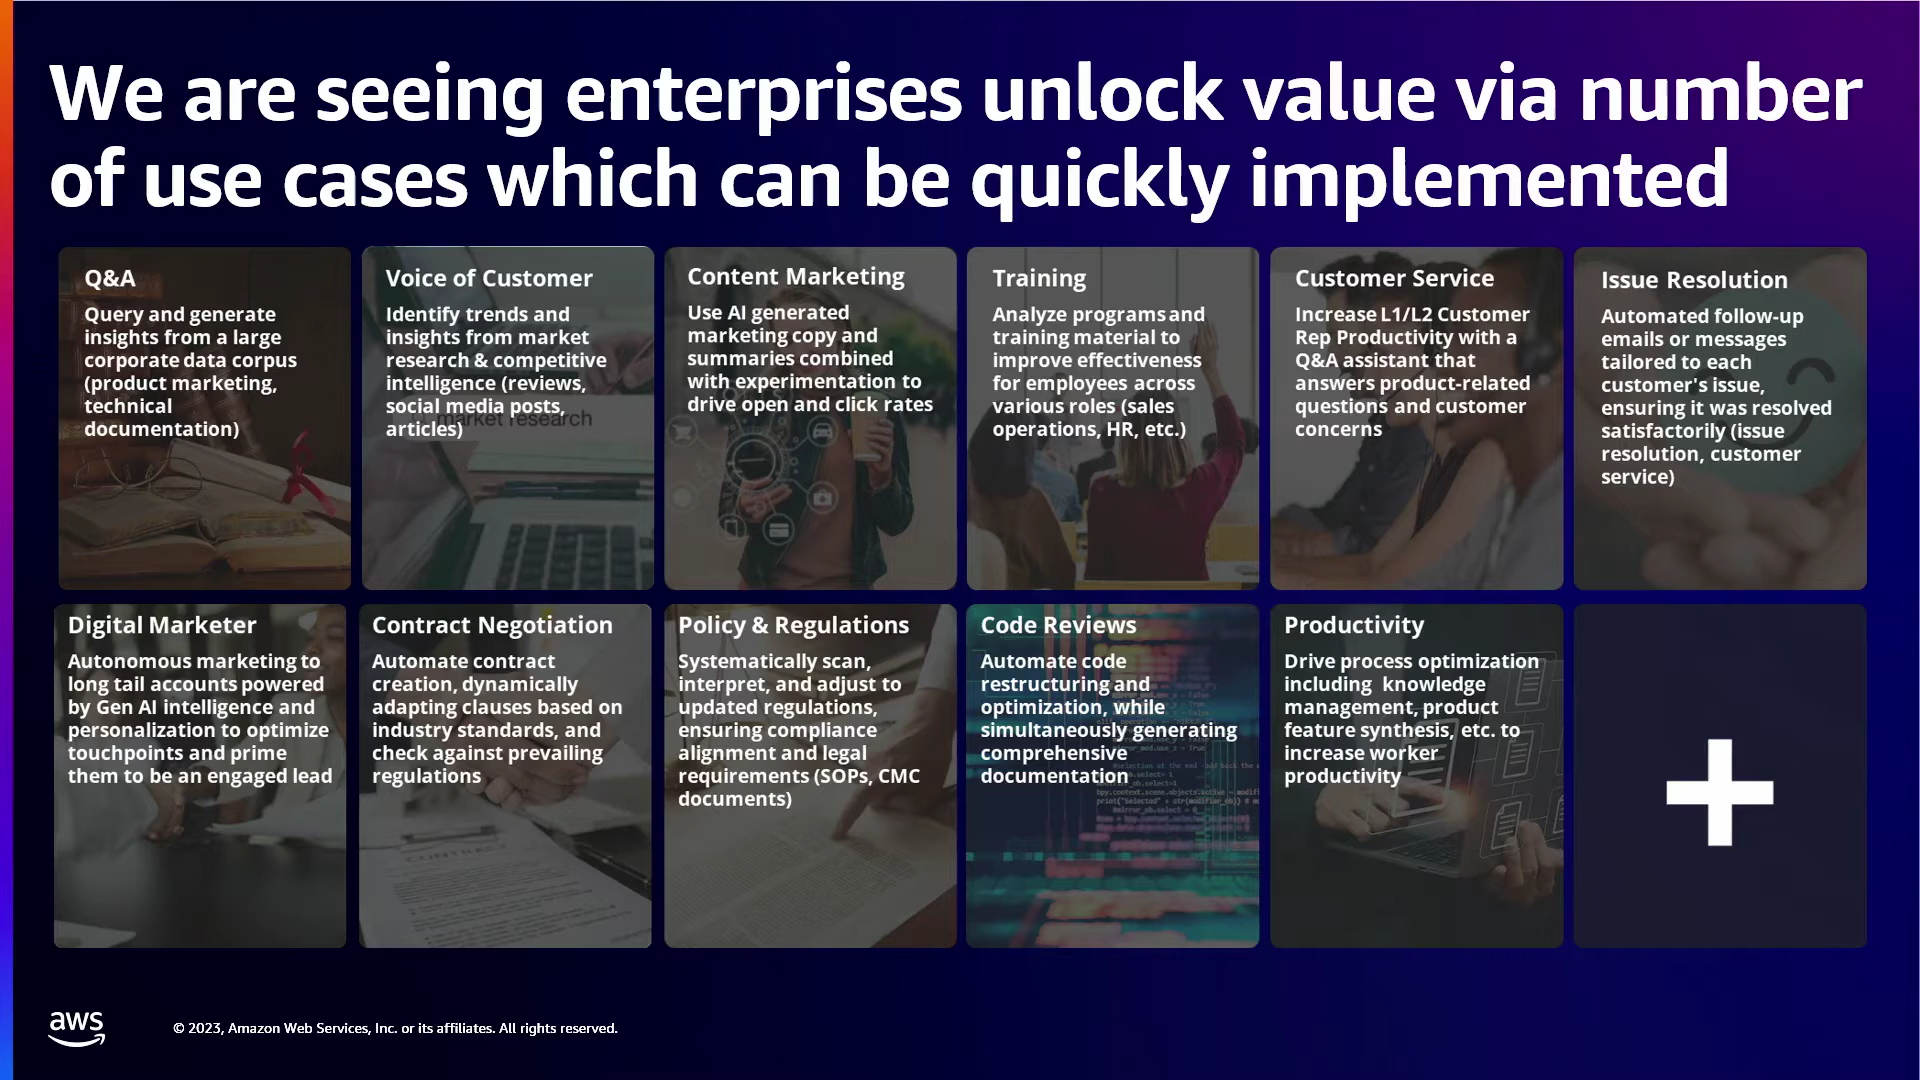 We are seeing enterprises unlock value via number
of use cases which can be quickly implemented
Q&A
Query and generate
insights from a large
corporate data corpus
(product marketing,
technical
documentation)
Voice of Customer
Identify trends and
insights from market
research & competitive
intelligence (reviews,
social media posts,
articles)
market research
Content Marketing
Use AI generated
marketing copy and
summaries combined
with experimentation to
drive open and click rates
Training
Analyze programs and
training material to
improve effectiveness
for employees across
various roles (sales
operations, HR, etc.)
Customer Service
Increase L1/L2 Customer
Rep Productivity with a
Q&A assistant that
answers product-related
questions and customer
concerns
Issue Resolution
Automated follow-up
emails or messages
tailored to each
customer's issue,
ensuring it was resolved
satisfactorily (issue
resolution, customer
service)
Digital Marketer
Autonomous marketing to
long tail accounts powered
by Gen AI intelligence and
personalization to optimize
touchpoints and prime
them to be an engaged lead
Contract Negotiation
Automate contract
creation, dynamically
adapting clauses based on
industry standards, and
check against prevailing
regulations
CONTRACT
Policy & Regulations
Systematically scan,
interpret, and adjust to
updated regulations,
ensuring compliance
alignment and legal
requirements (SOPs, CMC
documents)
Code Reviews
Automate code
restructuring and
optimization, while
simultaneously generating
comprehensive
documentation
Productivity
Drive process optimization
including knowledge
management, product
feature synthesis, etc. to
increase worker
productivity
+
aws
© 2023, Amazon Web Services, Inc. or its affiliates. All rights reserved.